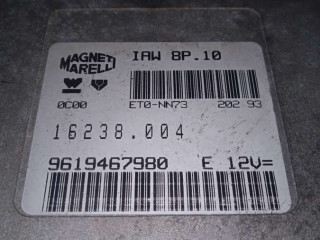 MAGNETI MARELLI IAW 8P.10
0C00 ET0-NN73 202 93
16238.004
9619467980 E 12V=